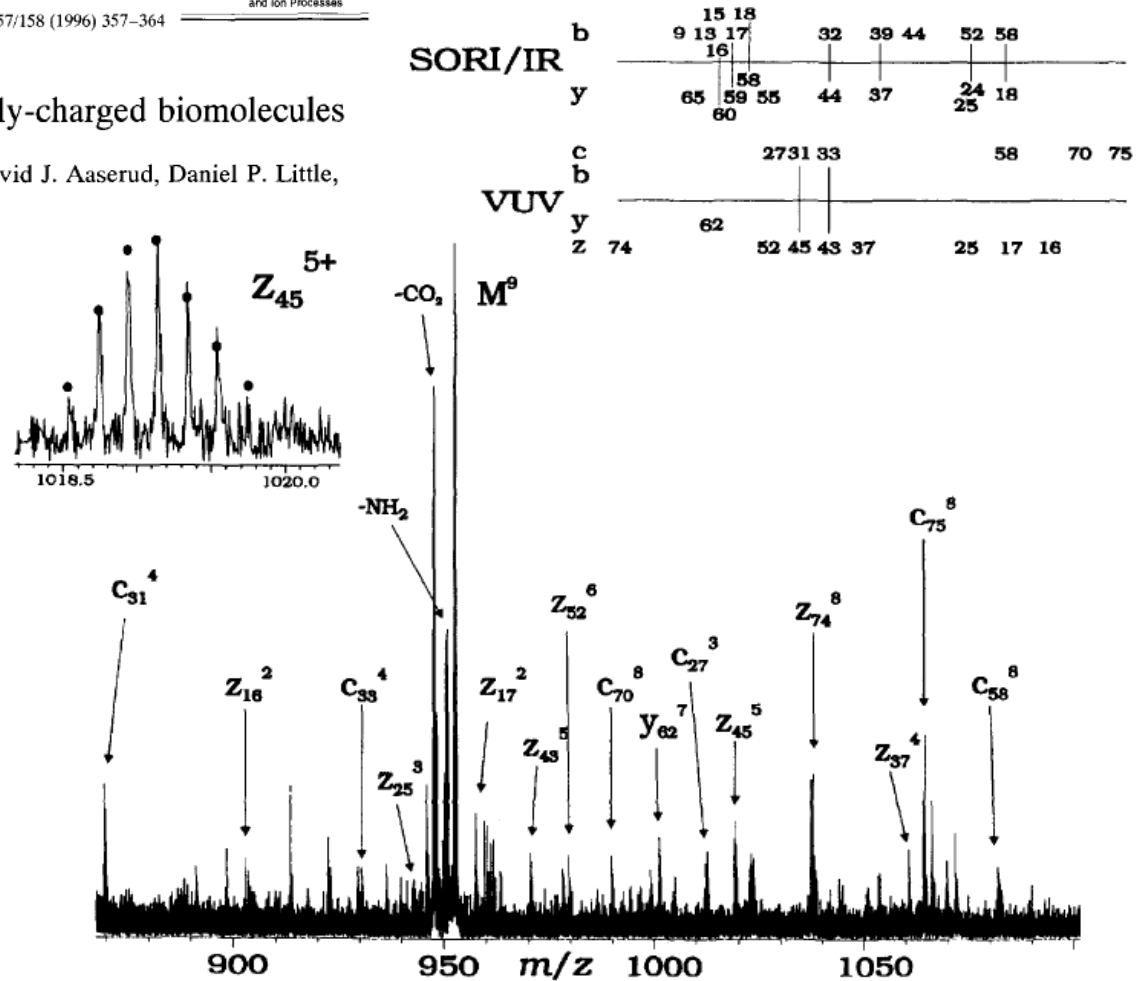 and Ion Processes
57/158 (1996) 357–364
ly-charged biomolecules
vid J. Aaserud, Daniel P. Little,
SORI/IR
b
15 18
9 13 17 32 39 44 52 58
16
y
58 24
65 59 55 44 37 25 18
60
VUV
c 27 31 33 58 70 75
b
y 62
z 74 52 45 43 37 25 17 16
Z45 5+
1018.5 1020.0
-CO2
M9
-NH2
c31 4
z16 2
c33 4
z25 3
z17 2
z43 5
z52 6
c70 8
y62 7
c27 3
z45 5
z74 8
z37 4
c75 8
c58 8
900 950 m/z 1000 1050